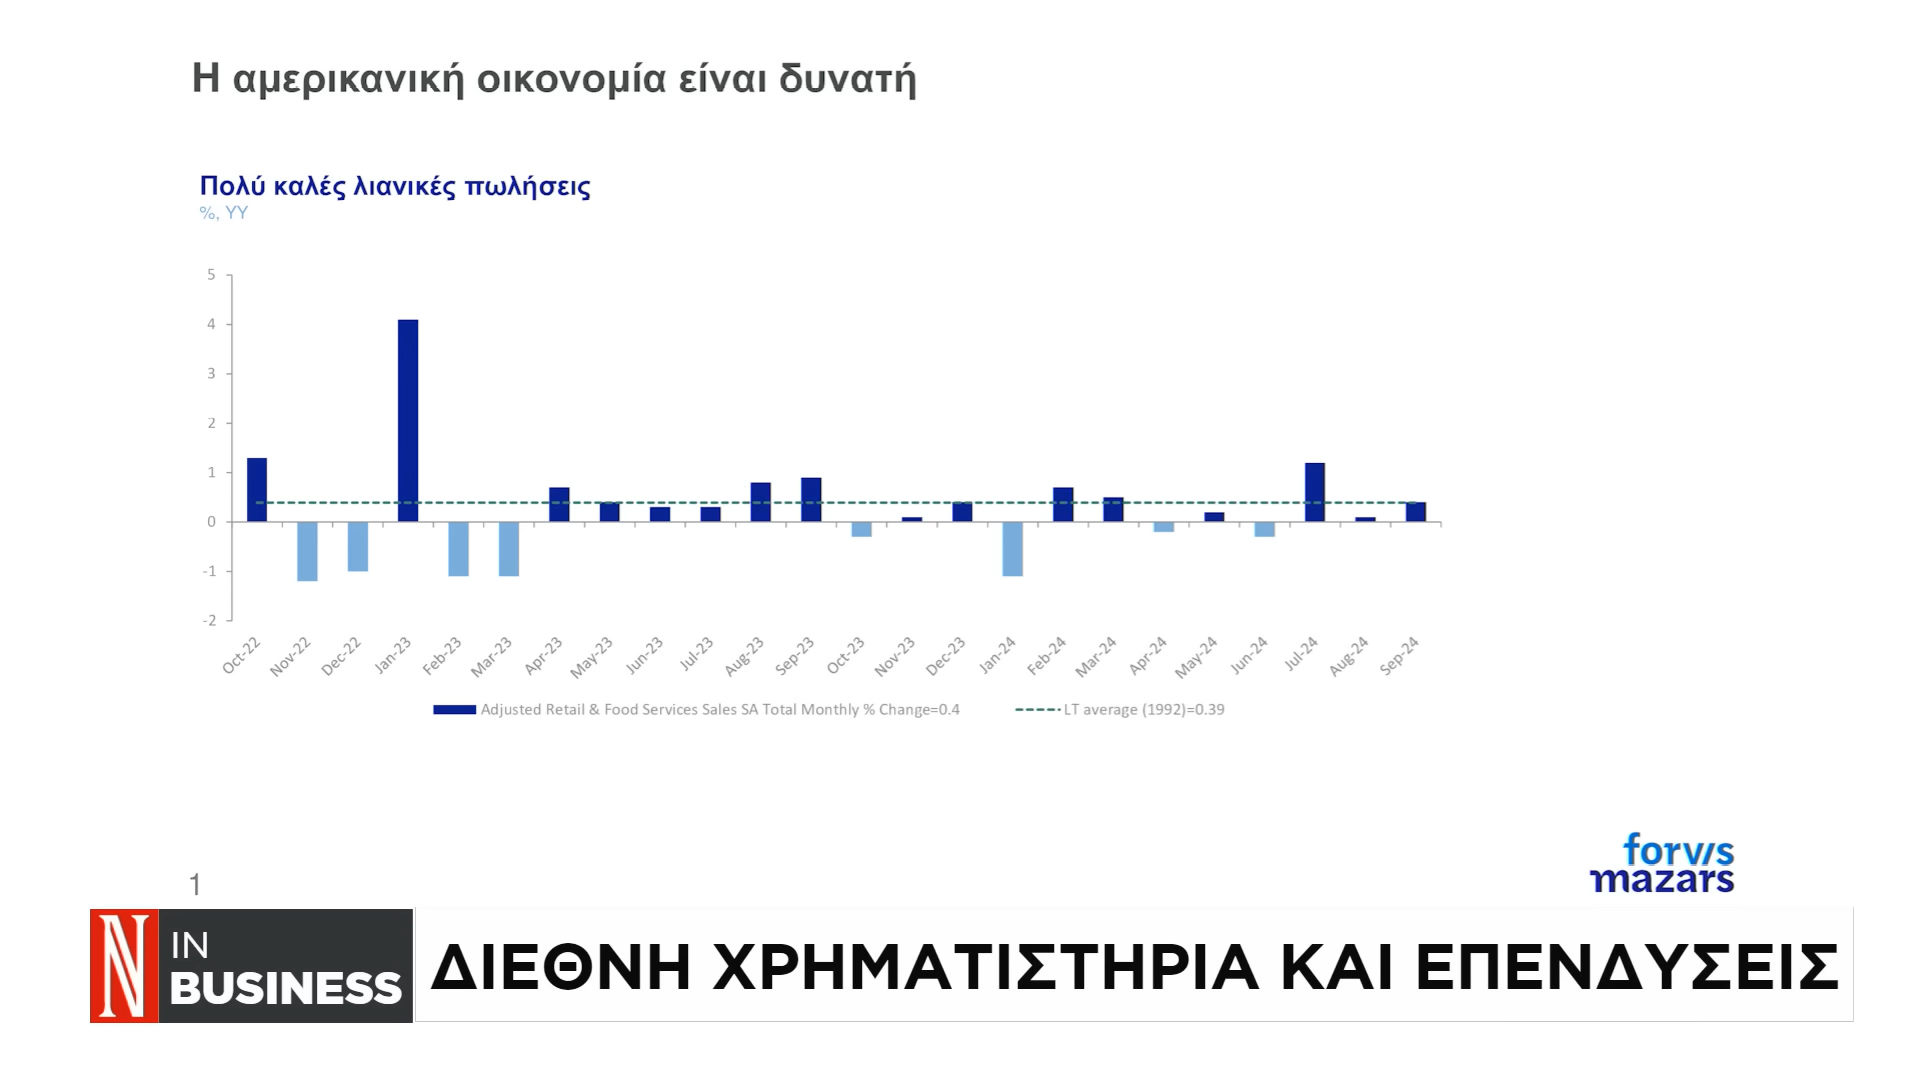 Η αμερικανική οικονομία είναι δυνατή
Πολύ καλές λιανικές πωλήσεις
%, YY
5
4
3
2
1
0
-1
-2
Oct-22 Nov-22 Dec-22 Jan-23 Feb-23 Mar-23 Apr-23 May-23 Jun-23 Jul-23 Aug-23 Sep-23 Oct-23 Nov-23 Dec-23 Jan-24 Feb-24 Mar-24 Apr-24 May-24 Jun-24 Jul-24 Aug-24 Sep-24
Adjusted Retail & Food Services Sales SA Total Monthly % Change=0.4 LT average (1992)=0.39
forvis
mazars
1
N IN
BUSINESS
ΔΙΕΘΝΗ ΧΡΗΜΑΤΙΣΤΗΡΙΑ ΚΑΙ ΕΠΕΝΔΥΣΕΙΣ